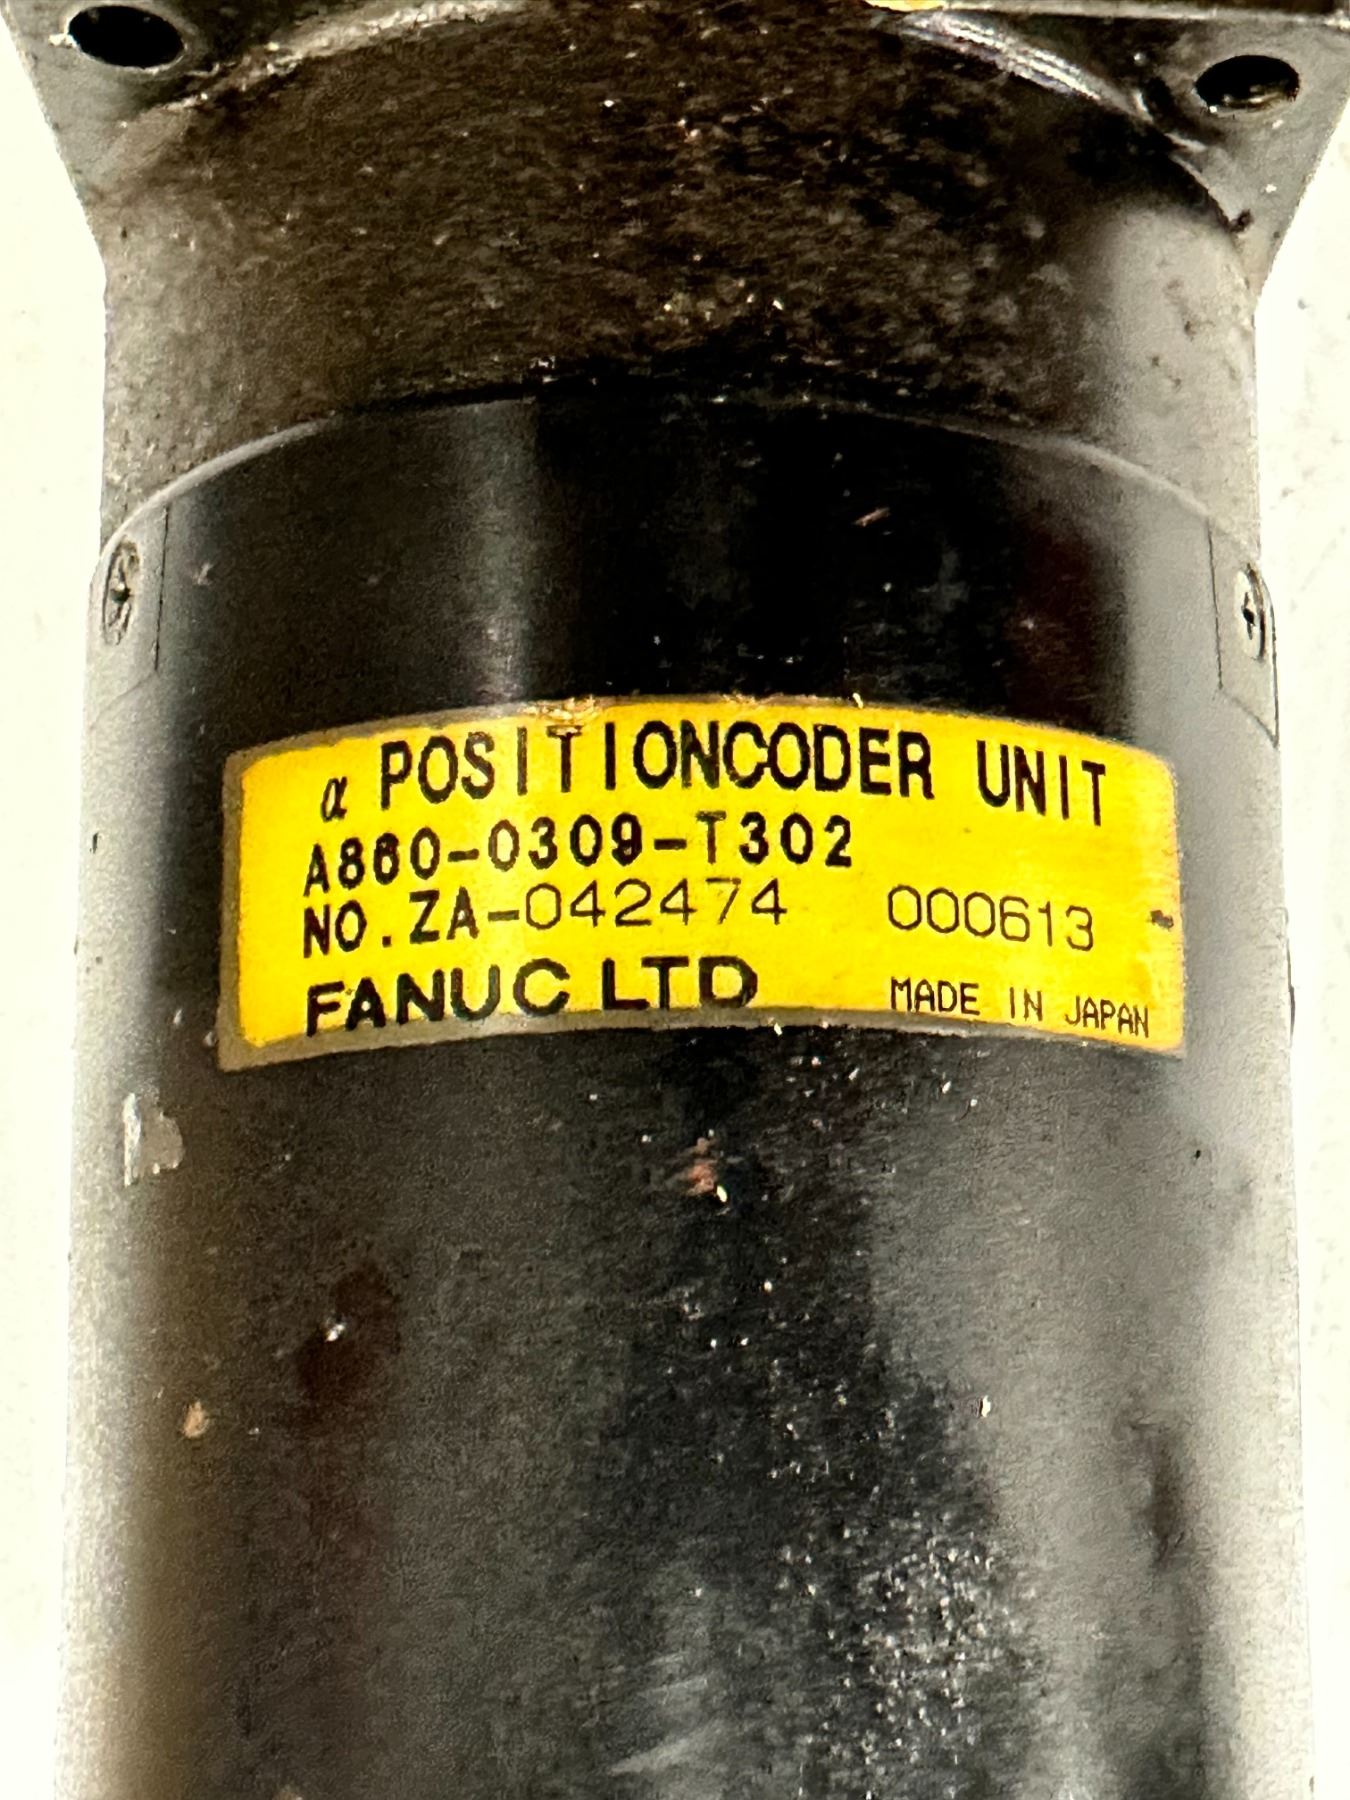 α POSITIONCODER UNIT
A860-0309-T302
NO.ZA-042474 000613
FANUC LTD MADE IN JAPAN